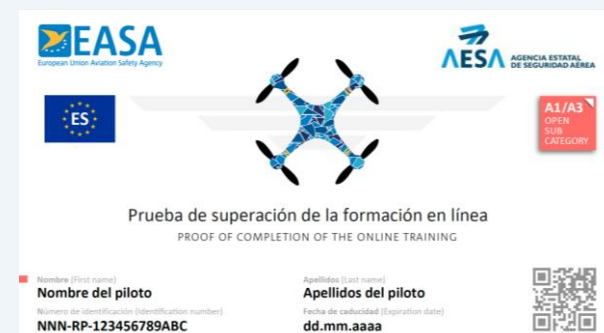 EASA
European Union Aviation Safety Agency
AESA AGENCIA ESTATAL
DE SEGURIDAD AÉREA
ES
A1/A3
OPEN
SUB
CATEGORY
Prueba de superación de la formación en línea
PROOF OF COMPLETION OF THE ONLINE TRAINING
Nombre (First name)
Nombre del piloto
Apellidos (Last name)
Apellidos del piloto
Número de identificación (Identification number)
NNN-RP-123456789ABC
Fecha de caducidad (Expiration date)
dd.mm.aaaa